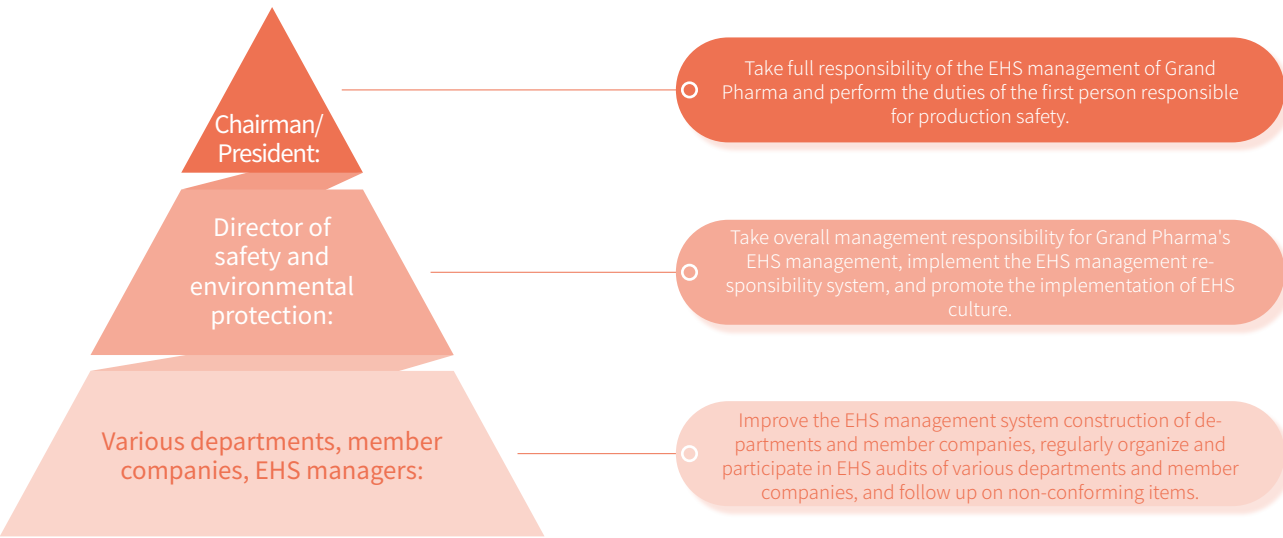 Chairman/
President:
Take full responsibility of the EHS management of Grand
Pharma and perform the duties of the first person responsible
for production safety.
Director of
safety and
environmental
protection:
Take overall management responsibility for Grand Pharma's
EHS management, implement the EHS management re-
sponsibility system, and promote the implementation of EHS
culture.
Various departments, member
companies, EHS managers:
Improve the EHS management system construction of de-
partments and member companies, regularly organize and
participate in EHS audits of various departments and member
companies, and follow up on non-conforming items.